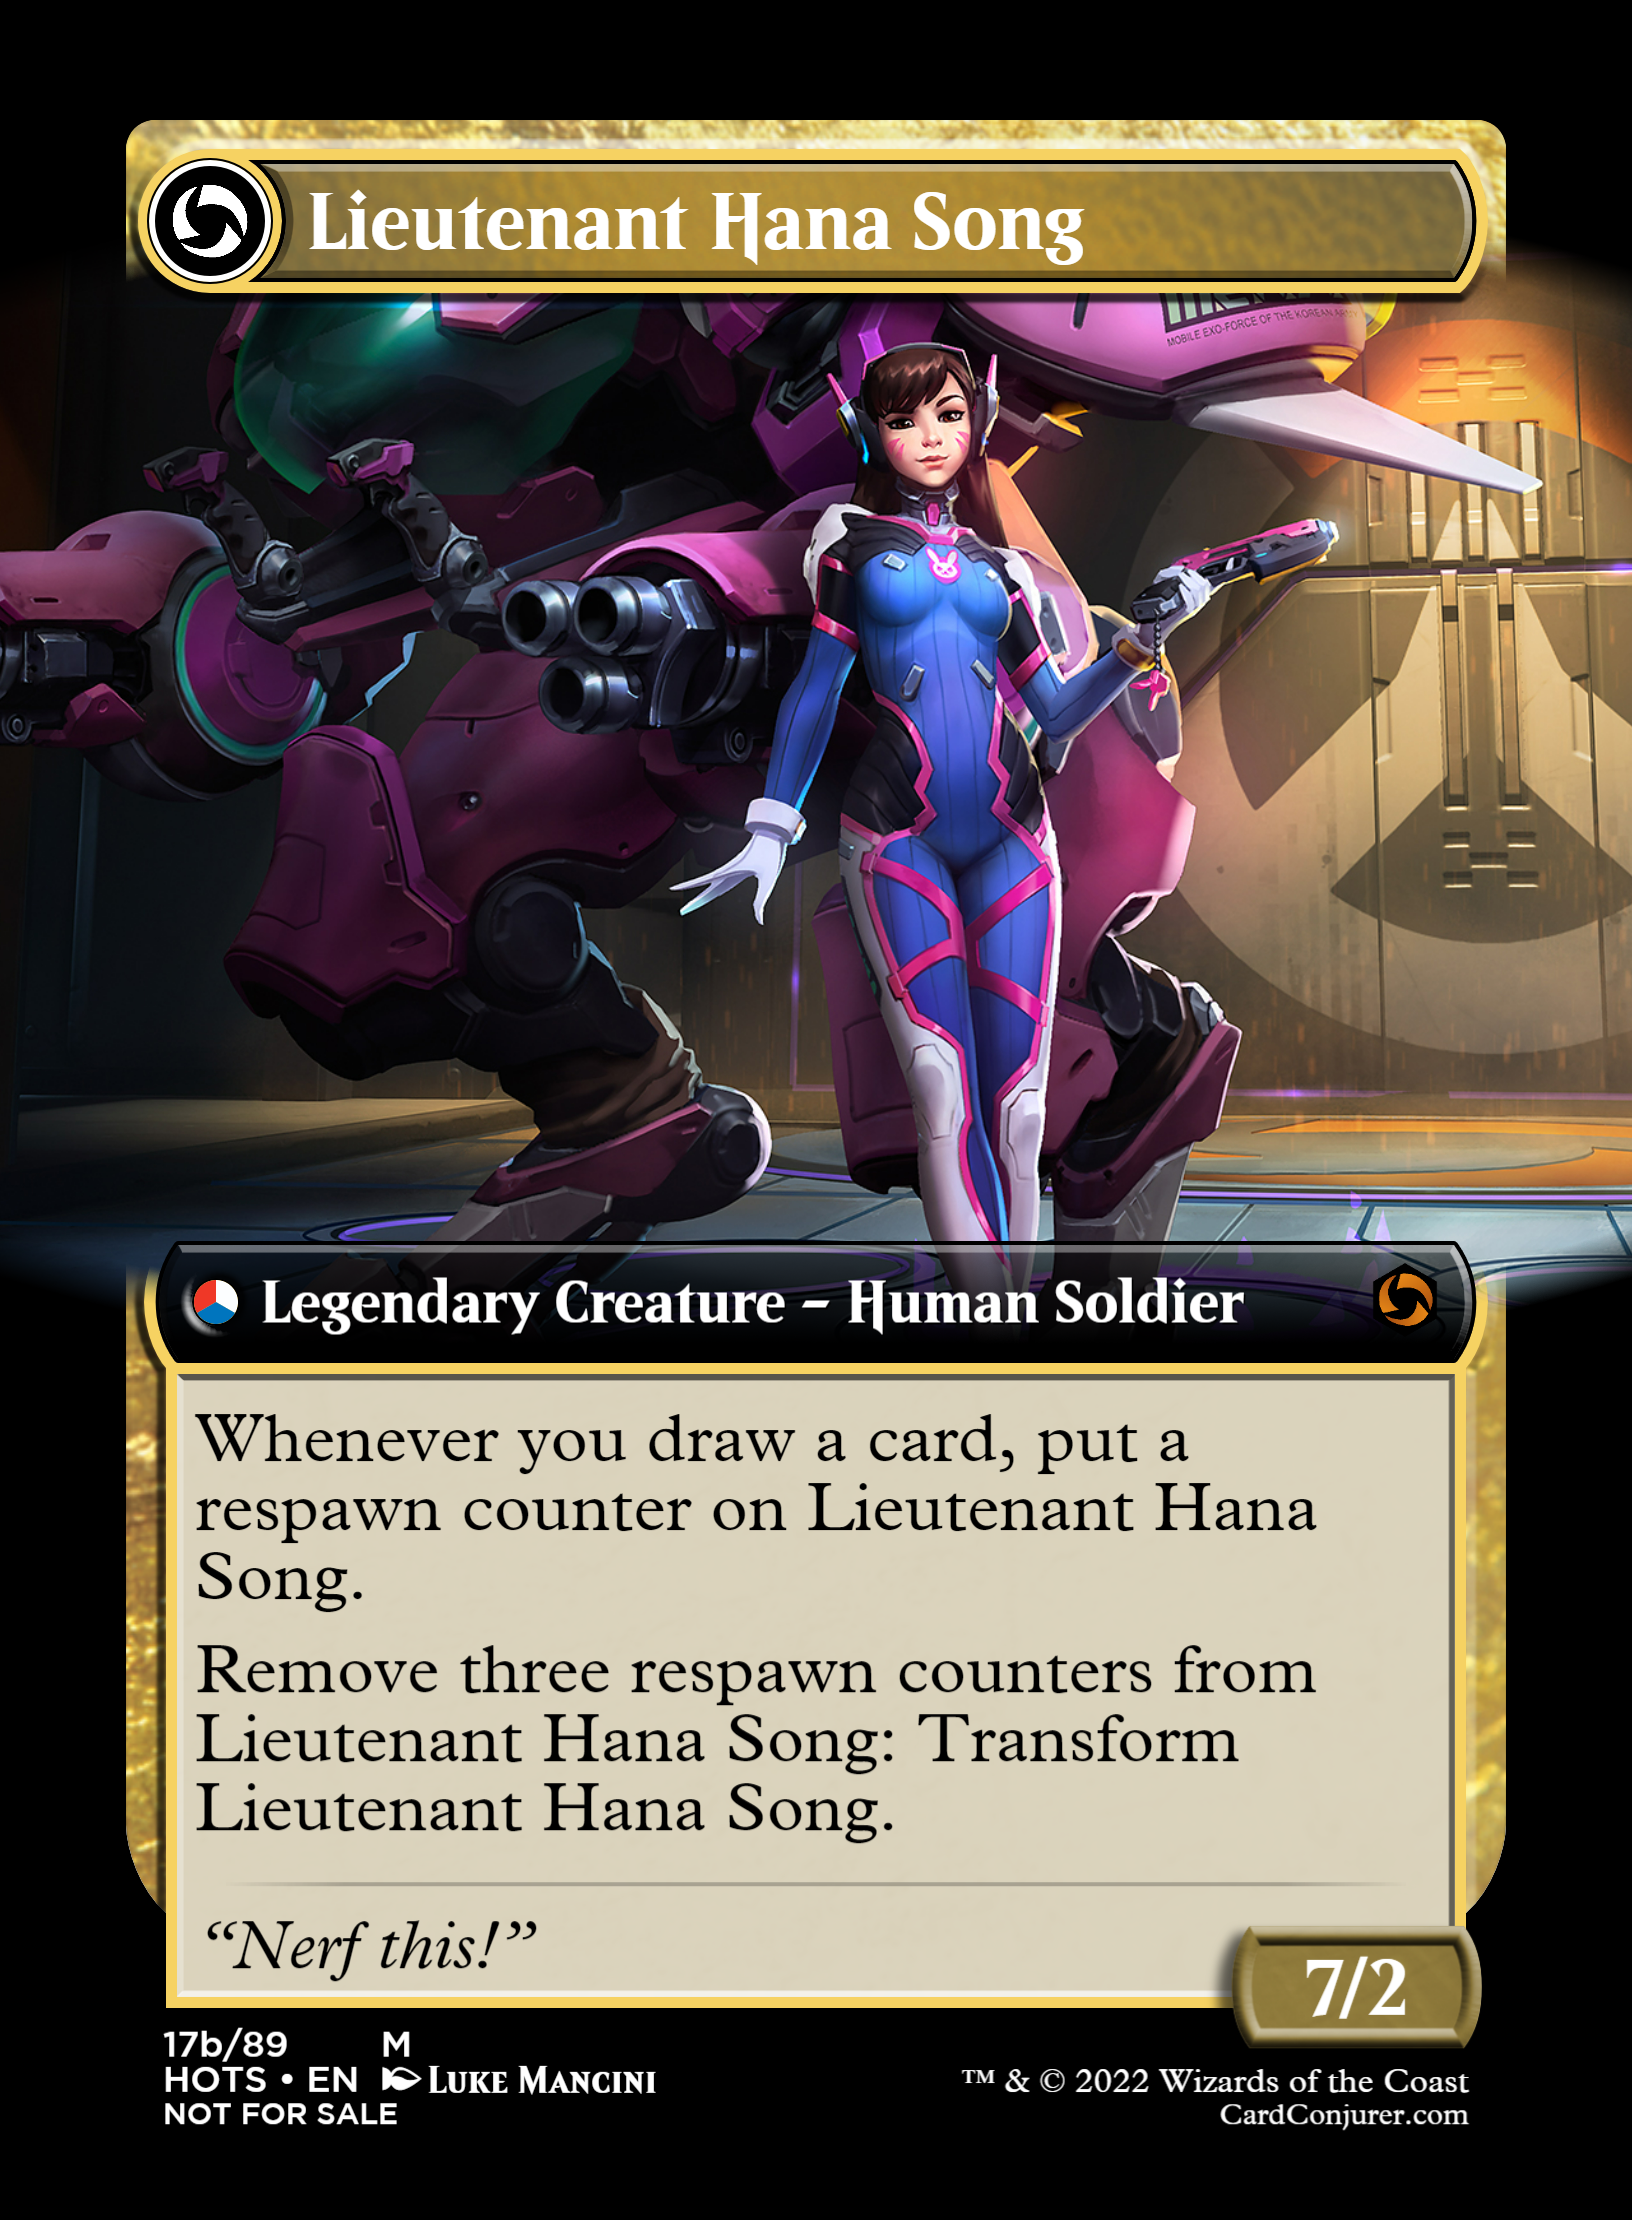 Lieutenant Hana Song
MOBILE EXO-FORCE OF THE KOREAN ARMY
Legendary Creature – Human Soldier
Whenever you draw a card, put a
respawn counter on Lieutenant Hana
Song.
Remove three respawn counters from
Lieutenant Hana Song: Transform
Lieutenant Hana Song.
“Nerf this!”
7/2
17b/89 M
HOTS • EN LUKE MANCINI
NOT FOR SALE
™ & © 2022 Wizards of the Coast
CardConjurer.com